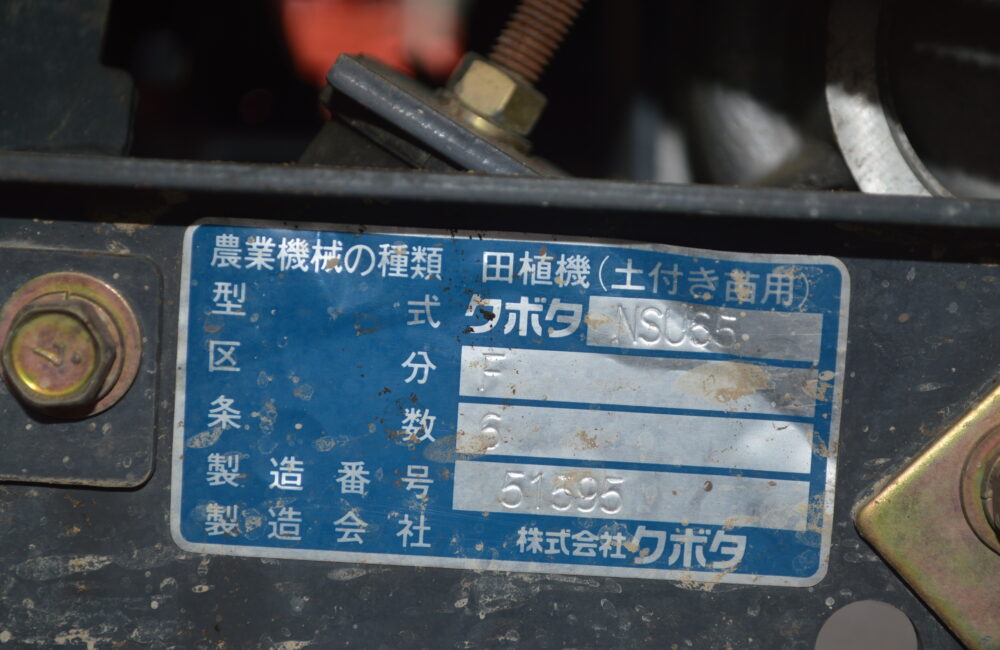 農業機械の種類 田植機(土付き苗用)
型式 クボタ NSU65
区分 F
条数 6
製造番号 51595
製造会社 株式会社クボタ